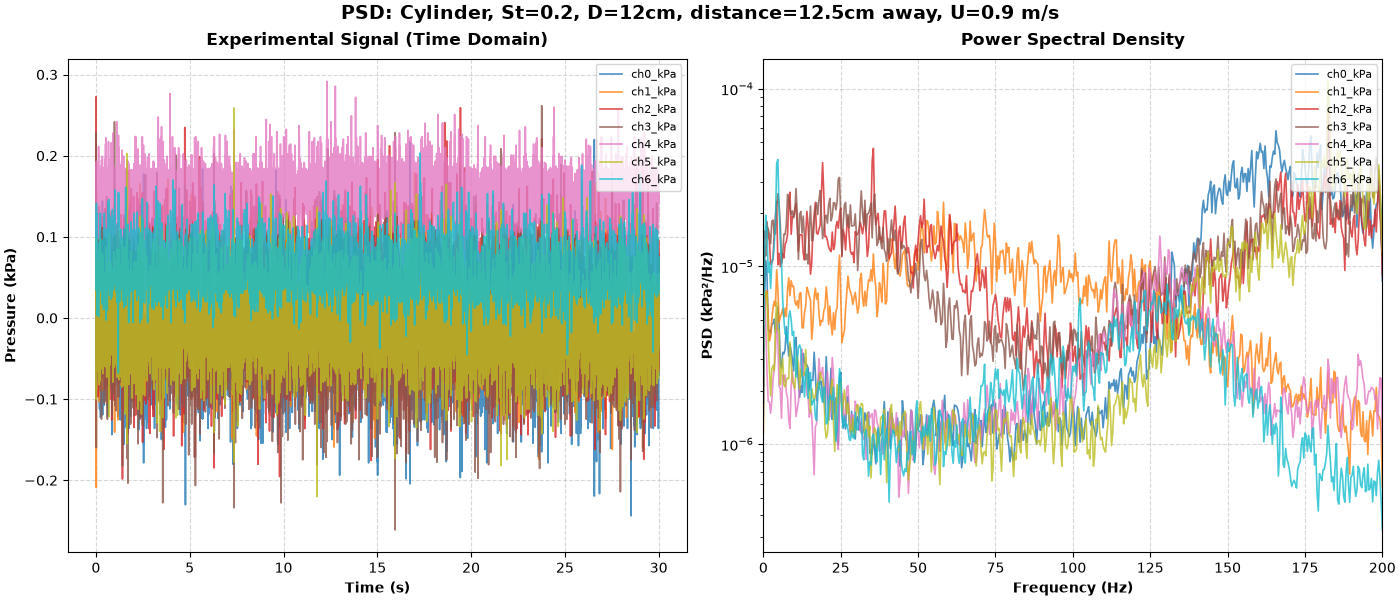 PSD: Cylinder, St=0.2, D=12cm, distance=12.5cm away, U=0.9 m/s
Experimental Signal (Time Domain)
Pressure (kPa)
0.3
0.2
0.1
0.0
−0.1
−0.2
0
5
10
15
20
25
30
Time (s)
ch0_kPa
ch1_kPa
ch2_kPa
ch3_kPa
ch4_kPa
ch5_kPa
ch6_kPa
Power Spectral Density
PSD (kPa²/Hz)
10⁻⁴
10⁻⁵
10⁻⁶
0
25
50
75
100
125
150
175
200
Frequency (Hz)
ch0_kPa
ch1_kPa
ch2_kPa
ch3_kPa
ch4_kPa
ch5_kPa
ch6_kPa